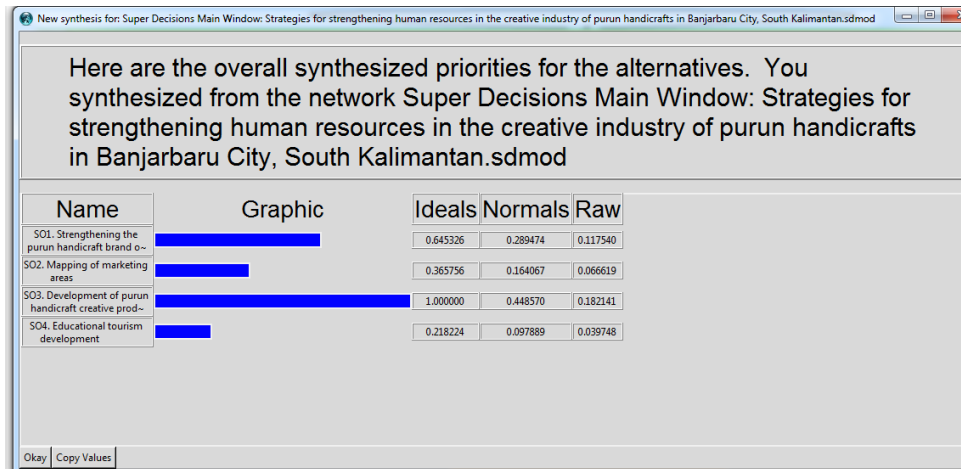 New synthesis for: Super Decisions Main Window: Strategies for strengthening human resources in the creative industry of purun handicrafts in Banjarbaru City, South Kalimantan.sdmod
Here are the overall synthesized priorities for the alternatives. You
synthesized from the network Super Decisions Main Window: Strategies for
strengthening human resources in the creative industry of purun handicrafts
in Banjarbaru City, South Kalimantan.sdmod
Name Graphic Ideals Normals Raw
SO1. Strengthening the
purun handicraft brand o~ 0.645326 0.289474 0.117540
SO2. Mapping of marketing
areas 0.365756 0.164067 0.066619
SO3. Development of purun
handicraft creative prod~ 1.000000 0.448570 0.182141
SO4. Educational tourism
development 0.218224 0.097889 0.039748
Okay Copy Values